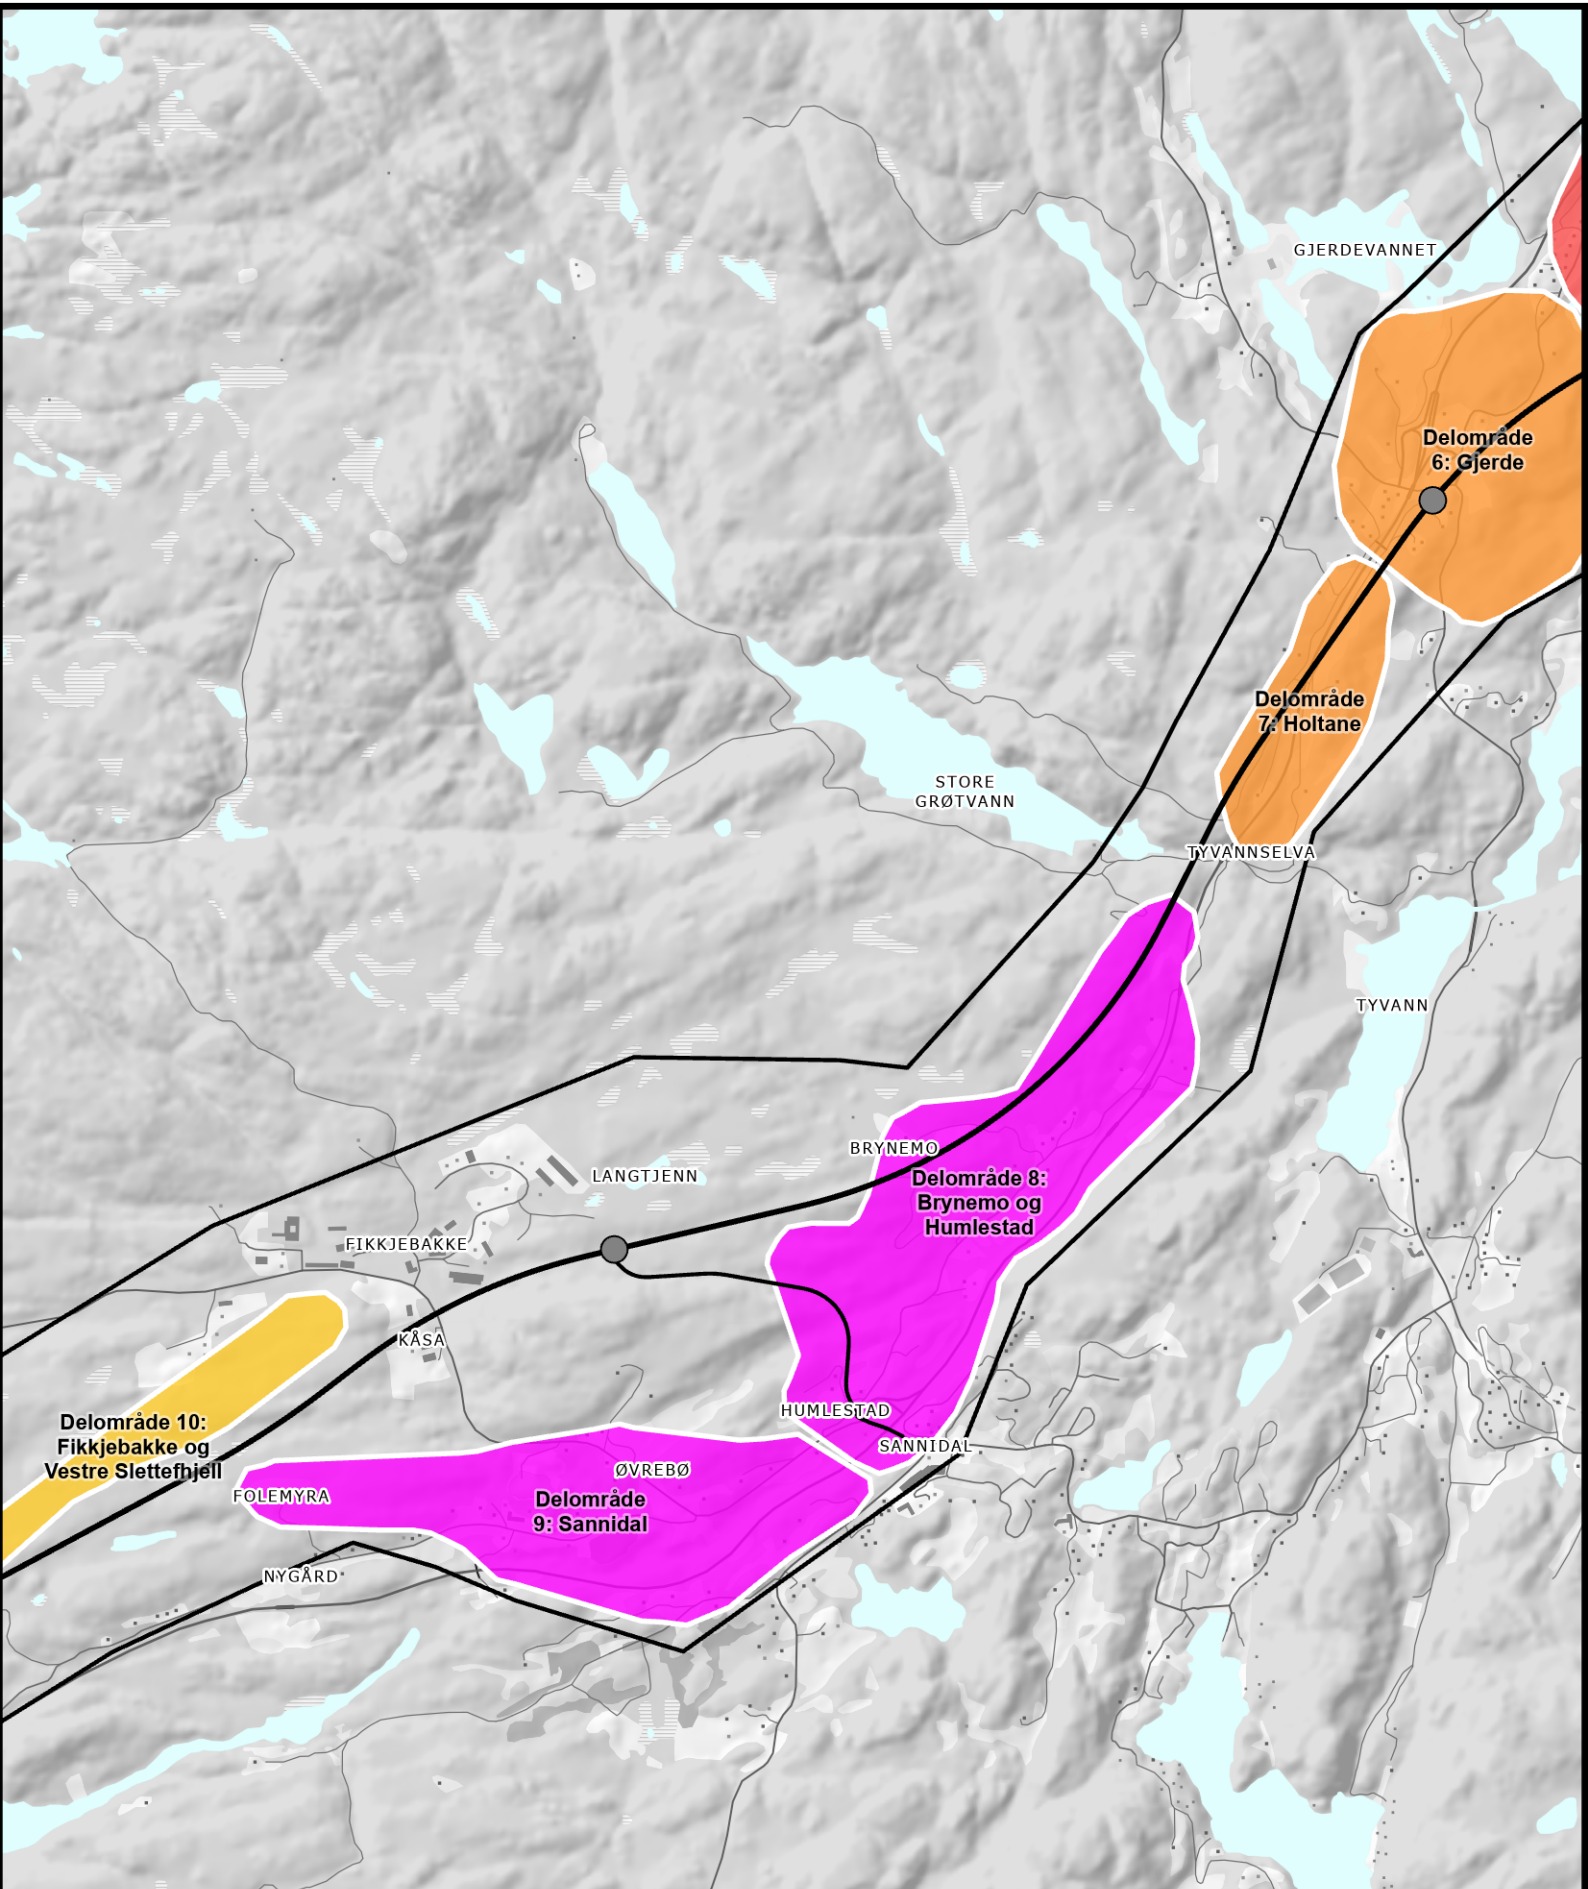 GJERDEVANNET
Delområde
6: Gjerde
Delområde
7: Holtane
STORE
GRØTVANN
TYVANNSELVA
TYVANN
BRYNEMO
LANGTJENN
Delområde 8:
Brynemo og
Humlestad
FIKKJEBAKKE
KÅSA
HUMLESTAD
Delområde 10:
Fikkjebakke og
Vestre Slettefhjell
SANNIDAL
ØVREBØ
FOLEMYRA
Delområde
9: Sannidal
NYGÅRD